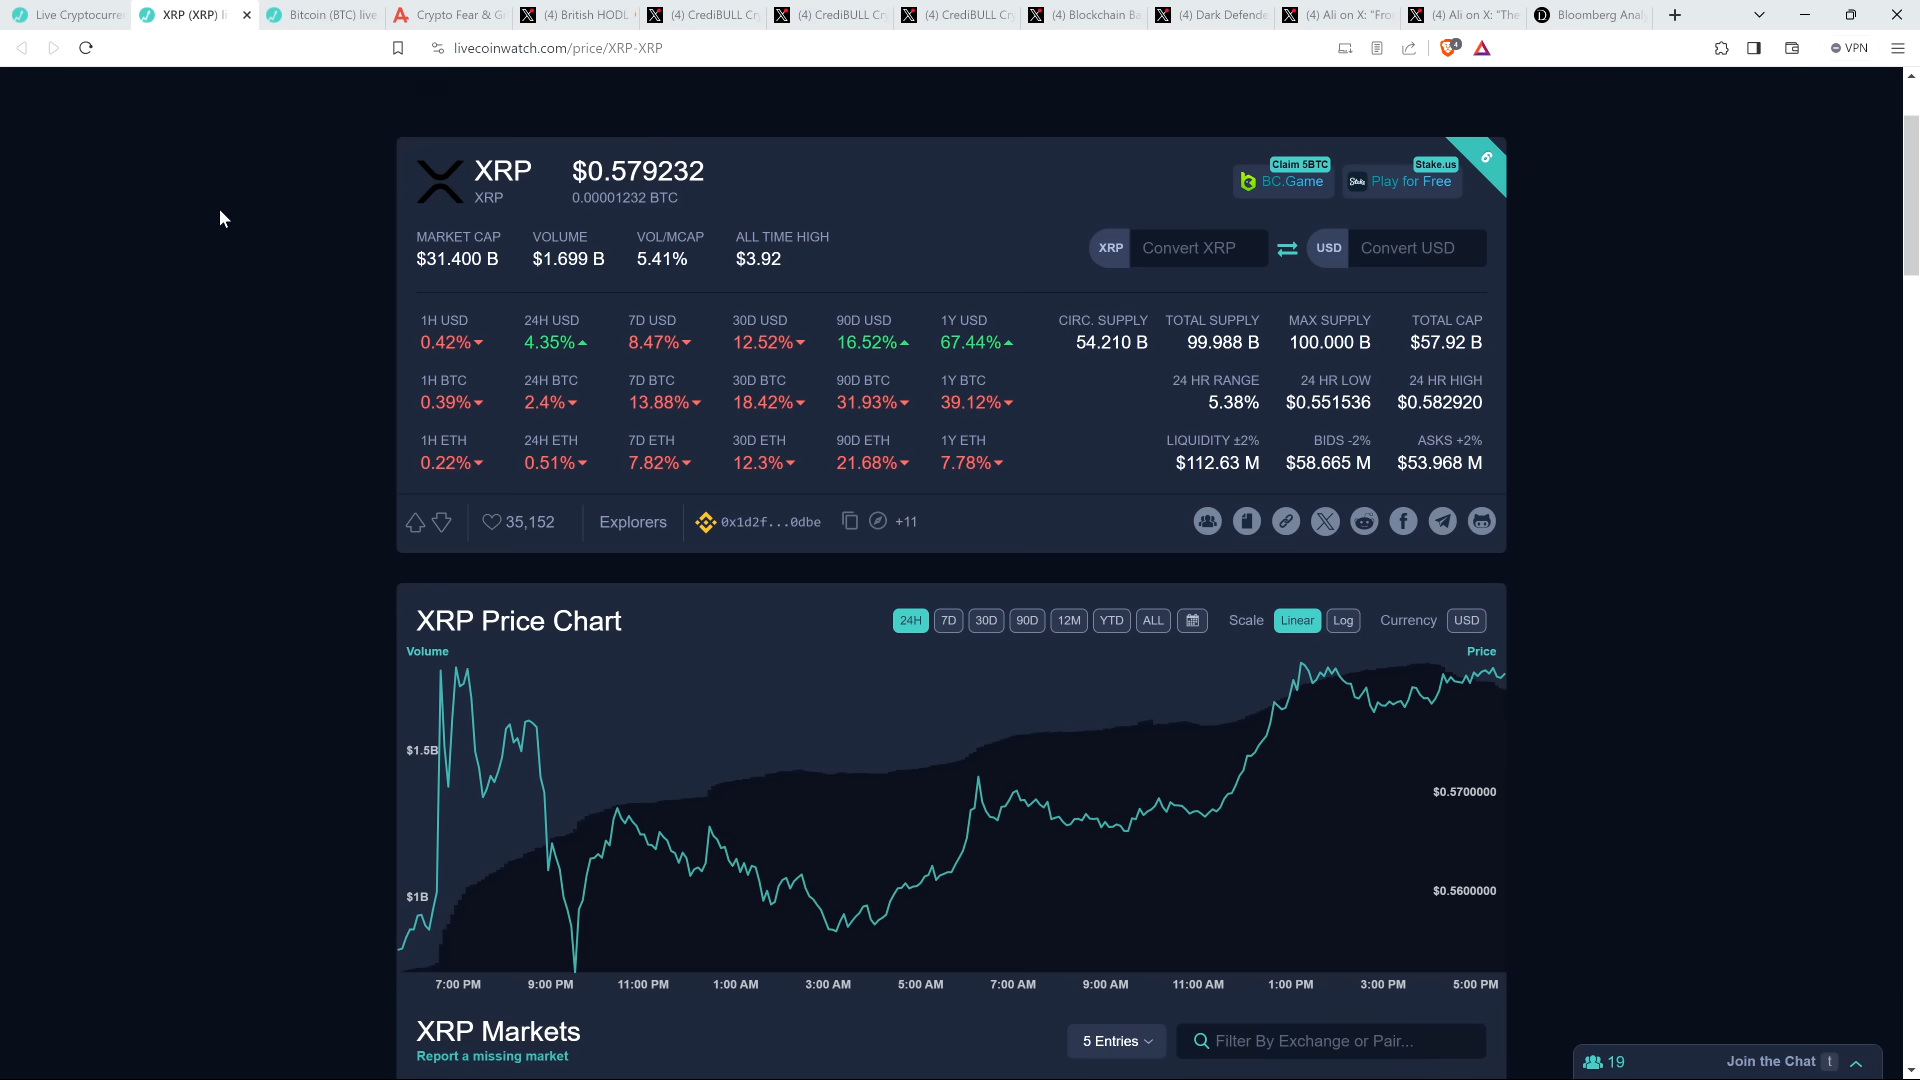 Live Cryptocurren
XRP (XRP) li
Bitcoin (BTC) live
Crypto Fear & G
(4) British HODL
(4) CrediBULL Cr
(4) CrediBULL Cr
(4) CrediBULL Cry
(4) Blockchain Ba
(4) Dark Defende
(4) Ali on X: "Fro
(4) Ali on X: "The
Bloomberg Analy
livecoinwatch.com/price/XRP-XRP
4
VPN
XRP
XRP
$0.579232
0.00001232 BTC
Claim 5BTC
BC.Game
Stake.us
Stake
Play for Free
6
MARKET CAP VOLUME VOL/MCAP ALL TIME HIGH
$31.400 B $1.699 B 5.41% $3.92
XRP Convert XRP USD Convert USD
1H USD 24H USD 7D USD 30D USD 90D USD 1Y USD CIRC. SUPPLY TOTAL SUPPLY MAX SUPPLY TOTAL CAP
0.42% 4.35% 8.47% 12.52% 16.52% 67.44% 54.210 B 99.988 B 100.000 B $57.92 B
1H BTC 24H BTC 7D BTC 30D BTC 90D BTC 1Y BTC 24 HR RANGE 24 HR LOW 24 HR HIGH
0.39% 2.4% 13.88% 18.42% 31.93% 39.12% 5.38% $0.551536 $0.582920
1H ETH 24H ETH 7D ETH 30D ETH 90D ETH 1Y ETH LIQUIDITY ±2% BIDS -2% ASKS +2%
0.22% 0.51% 7.82% 12.3% 21.68% 7.78% $112.63 M $58.665 M $53.968 M
35,152 Explorers 0x1d2f...0dbe +11
XRP Price Chart
24H 7D 30D 90D 12M YTD ALL Scale Linear Log Currency USD
Volume Price
$1.5B
$0.5700000
$0.5600000
$1B
7:00 PM 9:00 PM 11:00 PM 1:00 AM 3:00 AM 5:00 AM 7:00 AM 9:00 AM 11:00 AM 1:00 PM 3:00 PM 5:00 PM
XRP Markets
Report a missing market
5 Entries
Filter By Exchange or Pair...
19
Join the Chat t